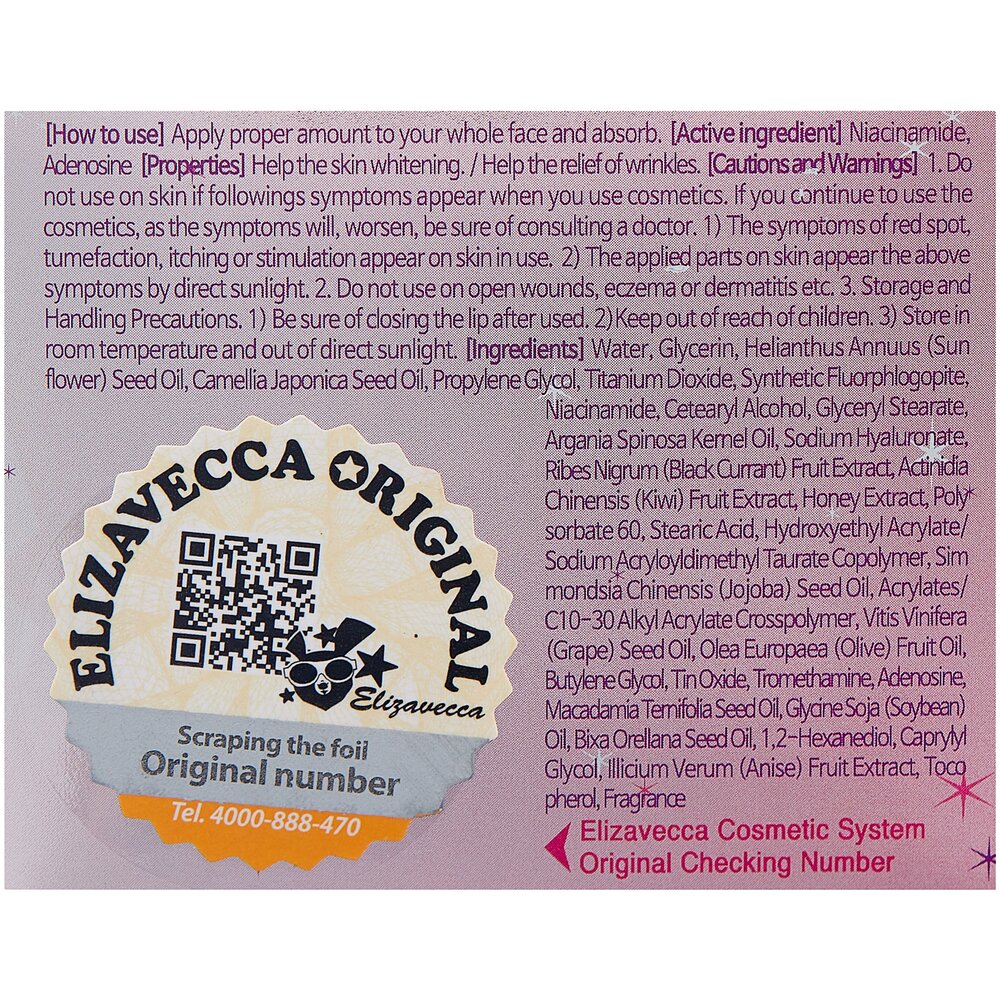 [How to use] Apply proper amount to your whole face and absorb. [Active ingredient] Niacinamide,
Adenosine [Properties] Help the skin whitening. / Help the relief of wrinkles. [Cautions and Warnings] 1. Do
not use on skin if followings symptoms appear when you use cosmetics. If you continue to use the
cosmetics, as the symptoms will, worsen, be sure of consulting a doctor. 1) The symptoms of red spot,
tumefaction, itching or stimulation appear on skin in use. 2) The applied parts on skin appear the above
symptoms by direct sunlight. 2. Do not use on open wounds, eczema or dermatitis etc. 3. Storage and
Handling Precautions. 1) Be sure of closing the lip after used. 2)Keep out of reach of children. 3) Store in
room temperature and out of direct sunlight. [Ingredients] Water, Glycerin, Helianthus Annuus (Sun
flower) Seed Oil, Camellia Japonica Seed Oil, Propylene Glycol, Titanium Dioxide, Synthetic Fluorphlogopite,
Niacinamide, Cetearyl Alcohol, Glyceryl Stearate,
Argania Spinosa Kernel Oil, Sodium Hyaluronate,
Ribes Nigrum (Black Currant) Fruit Extract, Actinidia
Chinensis (Kiwi) Fruit Extract, Honey Extract, Poly
sorbate 60, Stearic Acid, Hydroxyethyl Acrylate/
Sodium Acryloyldimethyl Taurate Copolymer, Sim
mondsia Chinensis (Jojoba) Seed Oil, Acrylates/
C10-30 Alkyl Acrylate Crosspolymer, Vitis Vinifera
(Grape) Seed Oil, Olea Europaea (Olive) Fruit Oil,
Butylene Glycol, Tin Oxide, Tromethamine, Adenosine,
Macadamia Ternifolia Seed Oil, Glycine Soja (Soybean)
Oil, Bixa Orellana Seed Oil, 1,2-Hexanediol, Caprylyl
Glycol, Illicium Verum (Anise) Fruit Extract, Toco
pherol, Fragrance
ELIZAVECCA ORIGINAL
Elizavecca
Scraping the foil
Original number
Tel. 4000-888-470
Elizavecca Cosmetic System
Original Checking Number